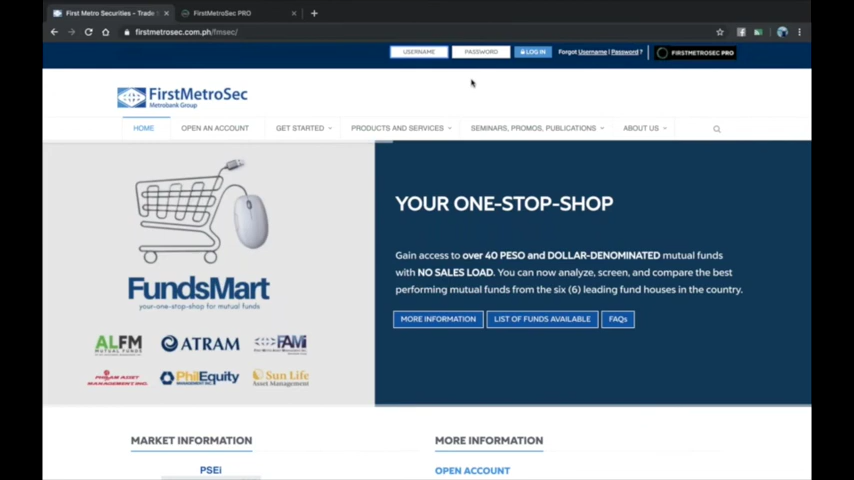 First Metro Securities - Trade
FirstMetroSec PRO
firstmetrosec.com.ph/fmsec/
USERNAME
PASSWORD
LOG IN
Forgot Username | Password ?
FIRSTMETROSEC PRO
FirstMetroSec
Metrobank Group
HOME
OPEN AN ACCOUNT
GET STARTED
PRODUCTS AND SERVICES
SEMINARS, PROMOS, PUBLICATIONS
ABOUT US
YOUR ONE-STOP-SHOP
Gain access to over 40 PESO and DOLLAR-DENOMINATED mutual funds
with NO SALES LOAD. You can now analyze, screen, and compare the best
performing mutual funds from the six (6) leading fund houses in the country.
MORE INFORMATION
LIST OF FUNDS AVAILABLE
FAQs
FundsMart
your-one-stop-shop for mutual funds
ALFM
MUTUAL FUNDS
ATRAM
FAMI
PHILAM ASSET
MANAGEMENT INC.
PhilEquity
MANAGEMENT INC.
Sun Life
Asset Management
MARKET INFORMATION
PSEi
MORE INFORMATION
OPEN ACCOUNT